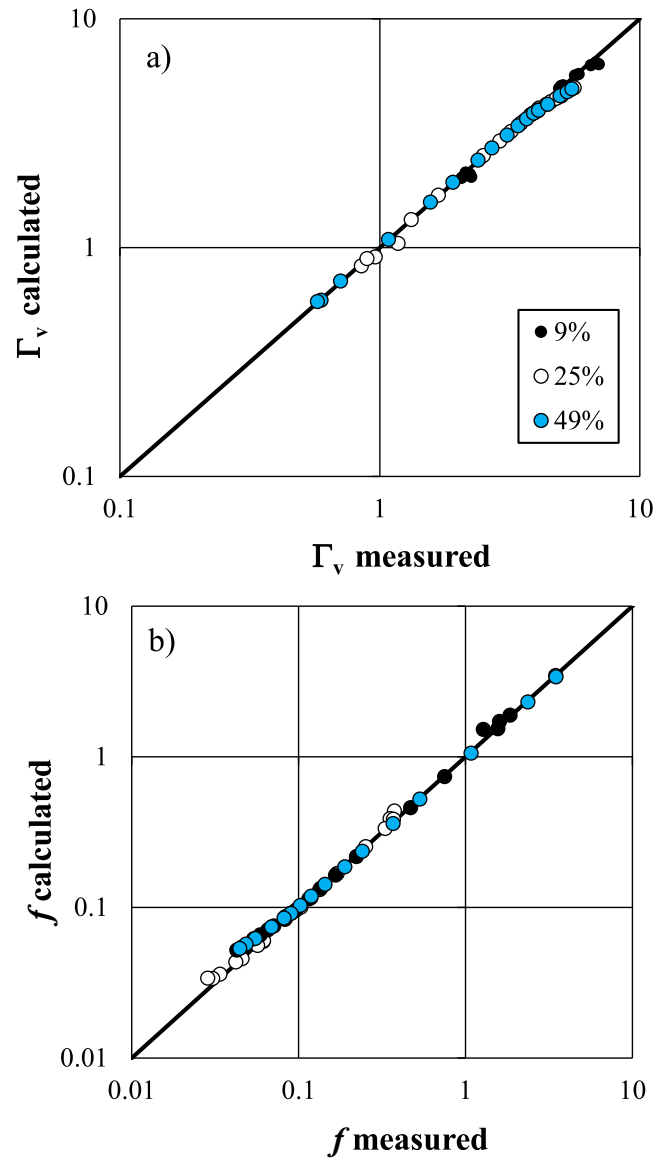 10
a)
1
Γv calculated
9%
25%
49%
0.1
0.1
1
10
Γv measured
10
b)
1
f calculated
0.1
0.01
0.01
0.1
1
10
f measured